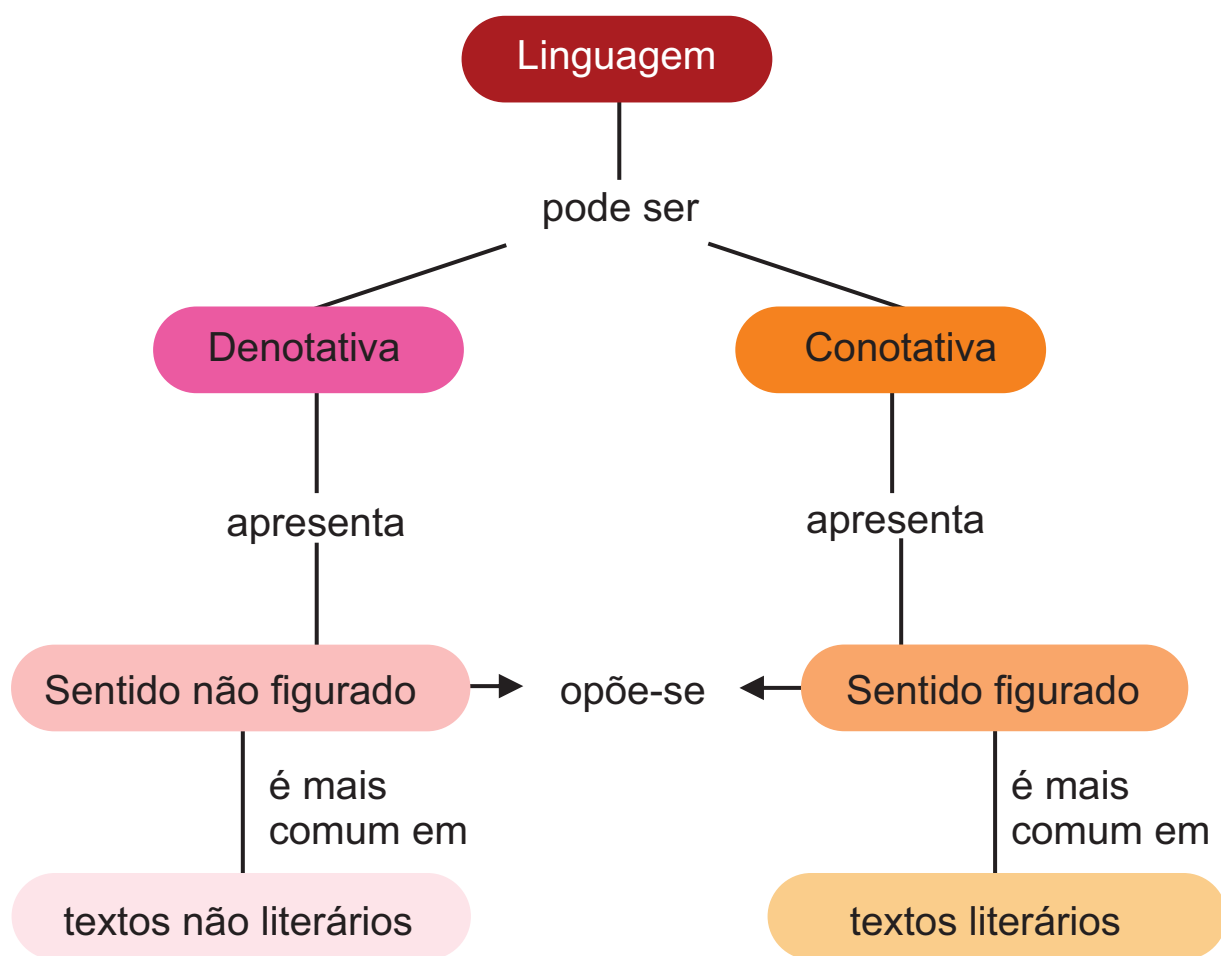 Linguagem
pode ser
Denotativa
Conotativa
apresenta
apresenta
Sentido não figurado
opõe-se
Sentido figurado
é mais
comum em
é mais
comum em
textos não literários
textos literários